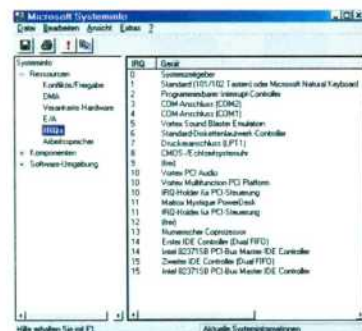 Microsoft Systeminfo
Datei Bearbeiten Ansicht Extras ?
Systeminfo
Ressourcen
Konflikte/Freigabe
DMA
Veränderte Hardware
E/A
IRQs
Arbeitsspeicher
Komponenten
Software-Umgebung
IRQ Gerät
0 Systemzeitgeber
1 Standard (101/102 Tasten) oder Microsoft Natural Keyboard
2 Programmierbarer Interrupt-Controller
3 COM-Anschluss (COM2)
4 COM-Anschluss (COM1)
5 Vortex Sound Blaster Emulation
6 Standard-Diskettenlaufwerk Controller
7 Druckeranschluss (LPT1)
8 CMOS-/Echtzeitsystemuhr
9 (frei)
10 Vortex PCI Audio
10 Vortex Multifunction PCI Platform
10 IRQ-Holder für PCI-Steuerung
11 Matrox Mystique PowerDesk
11 IRQ-Holder für PCI-Steuerung
12 (frei)
13 Numerischer Coprozessor
14 Erster IDE Controller (Dual FIFO)
14 Intel 82371SB PCI-Bus Master IDE Controller
15 Zweiter IDE Controller (Dual FIFO)
15 Intel 82371SB PCI-Bus Master IDE Controller
Hilfe erhalten Sie mit F1. Aktuelle Systeminformationen